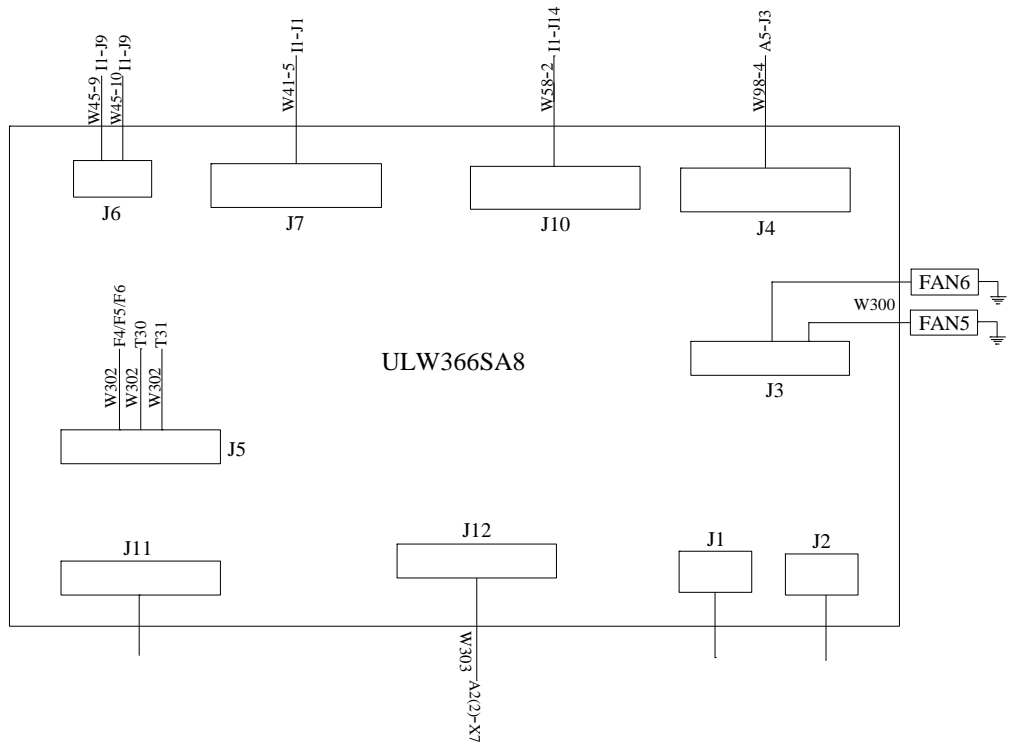 W45-9 I1-J9
W45-10 I1-J9
W41-5 I1-J1
W58-2 I1-J14
W98-4 A5-J3
J6
J7
J10
J4
FAN6
W300
FAN5
W302 F4/F5/F6
W302 T30
W302 T31
ULW366SA8
J3
J5
J11
J12
J1
J2
W303 A2(2)-X7